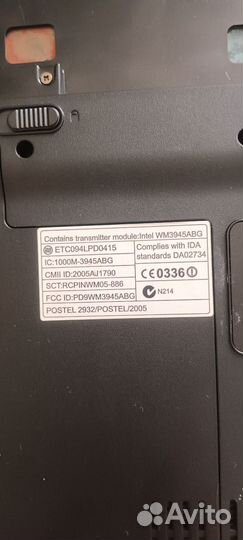 Contains transmitter module:Intel WM3945ABG
ETC094LPD0415
IC:1000M-3945ABG
CMII ID:2005AJ1790
SCT:RCPINWM05-886
FCC ID:PD9WM3945ABG
POSTEL 2932/POSTEL/2005
Complies with IDA
standards DA02734
CE0336
N214
Avito